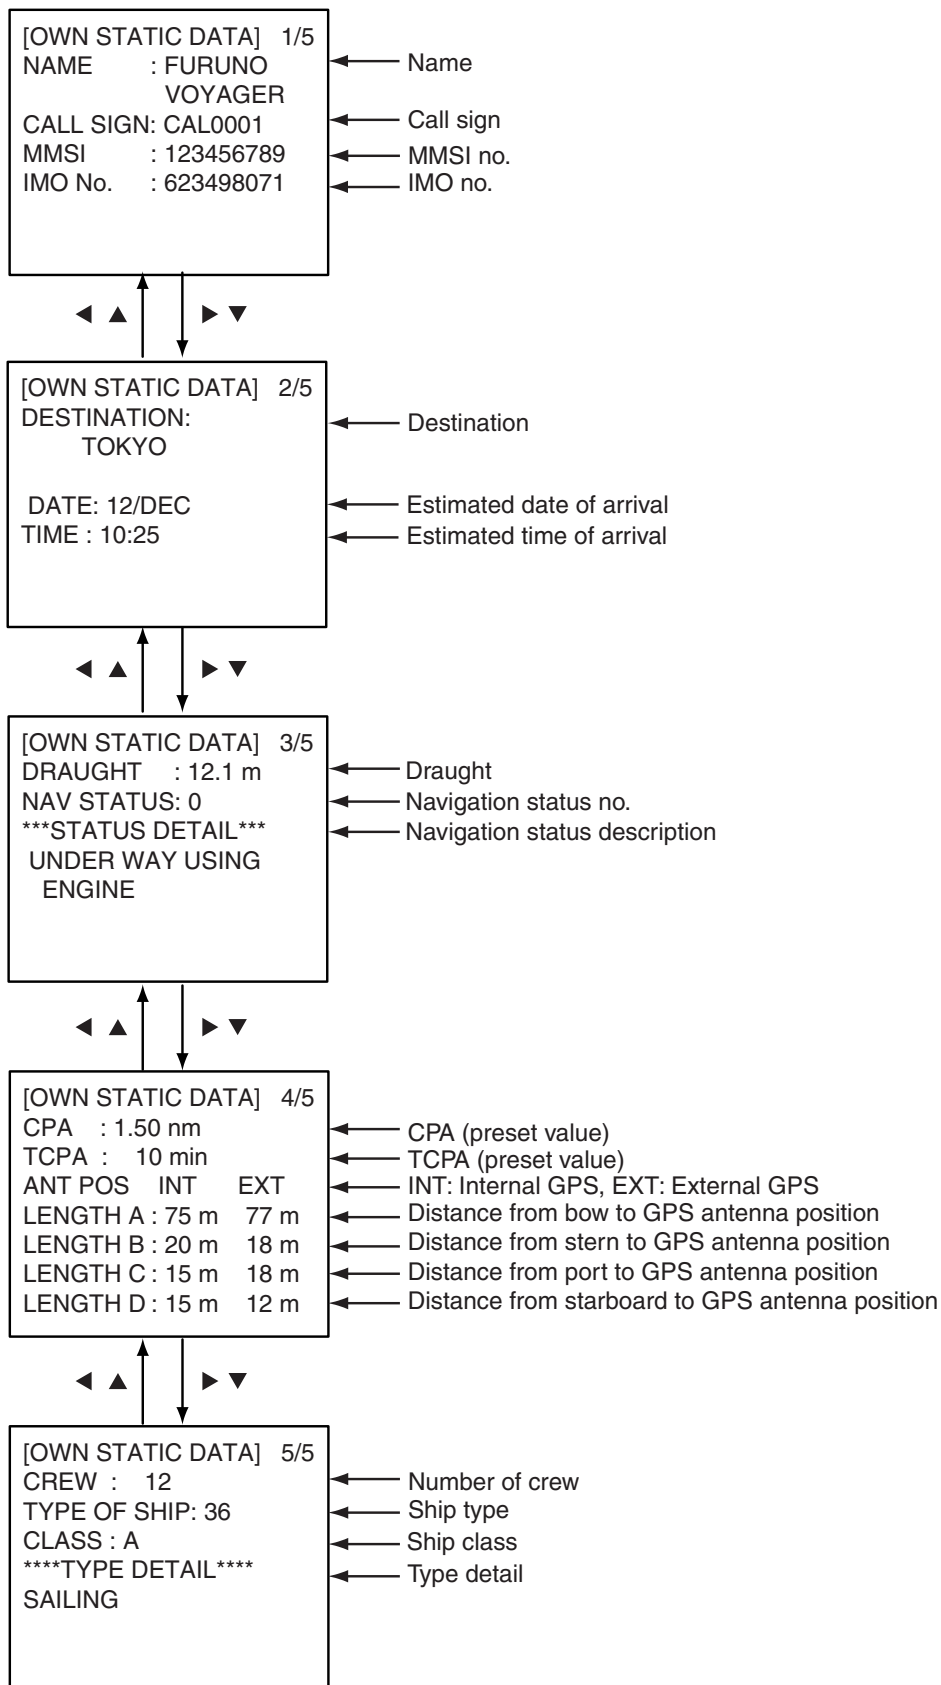 [OWN STATIC DATA] 1/5
NAME : FURUNO
VOYAGER
CALL SIGN: CAL0001
MMSI : 123456789
IMO No. : 623498071
Name
Call sign
MMSI no.
IMO no.
[OWN STATIC DATA] 2/5
DESTINATION:
TOKYO
DATE: 12/DEC
TIME : 10:25
Destination
Estimated date of arrival
Estimated time of arrival
[OWN STATIC DATA] 3/5
DRAUGHT : 12.1 m
NAV STATUS: 0
***STATUS DETAIL***
UNDER WAY USING
ENGINE
Draught
Navigation status no.
Navigation status description
[OWN STATIC DATA] 4/5
CPA : 1.50 nm
TCPA : 10 min
ANT POS INT EXT
LENGTH A : 75 m 77 m
LENGTH B : 20 m 18 m
LENGTH C : 15 m 18 m
LENGTH D : 15 m 12 m
CPA (preset value)
TCPA (preset value)
INT: Internal GPS, EXT: External GPS
Distance from bow to GPS antenna position
Distance from stern to GPS antenna position
Distance from port to GPS antenna position
Distance from starboard to GPS antenna position
[OWN STATIC DATA] 5/5
CREW : 12
TYPE OF SHIP: 36
CLASS : A
****TYPE DETAIL****
SAILING
Number of crew
Ship type
Ship class
Type detail